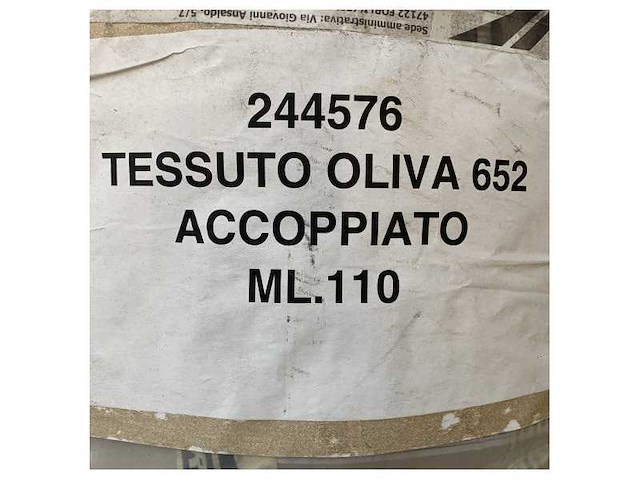 Sede amministrativa: Via Giovanni Ansaldo, 5/7
244576
TESSUTO OLIVA 652
ACCOPPIATO
ML.110